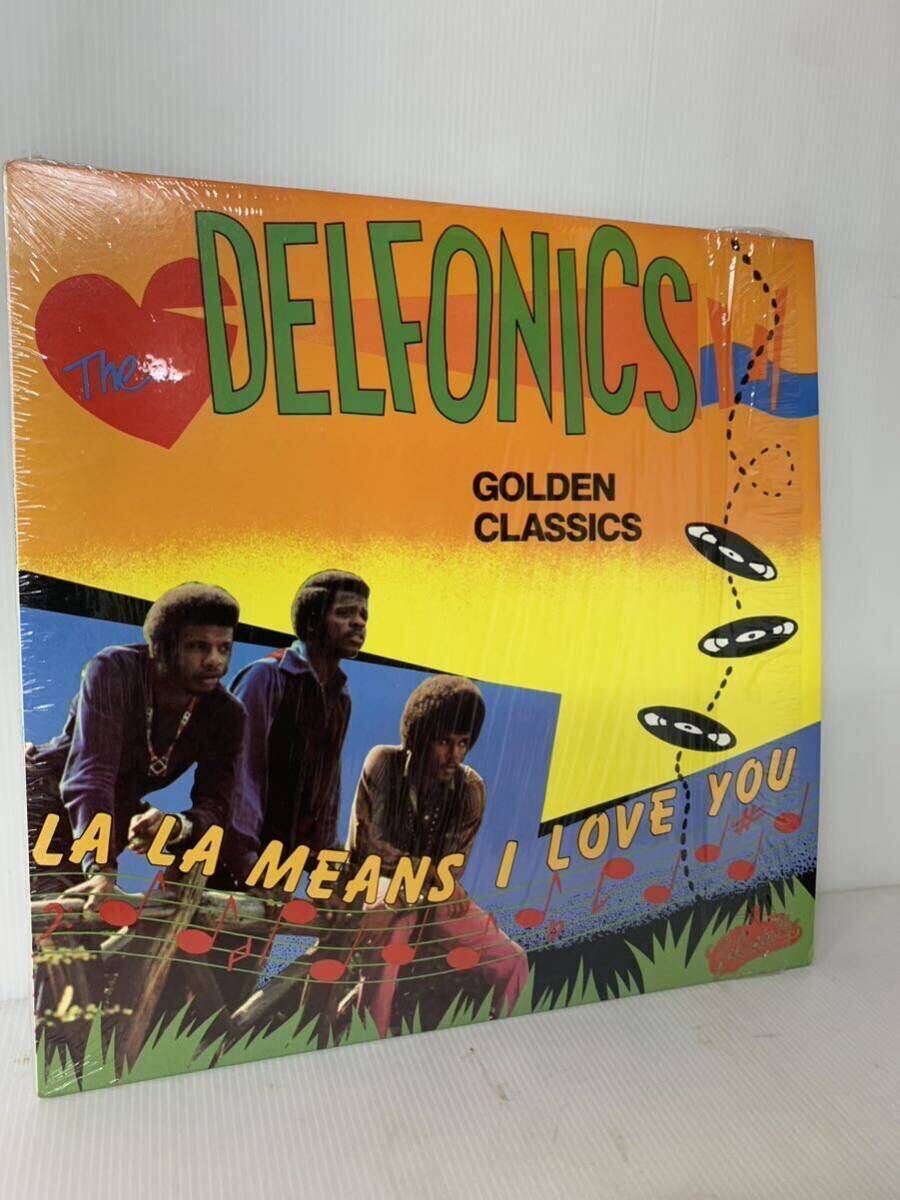 The
DELFONICS
GOLDEN
CLASSICS
LA LA MEANS I LOVE YOU